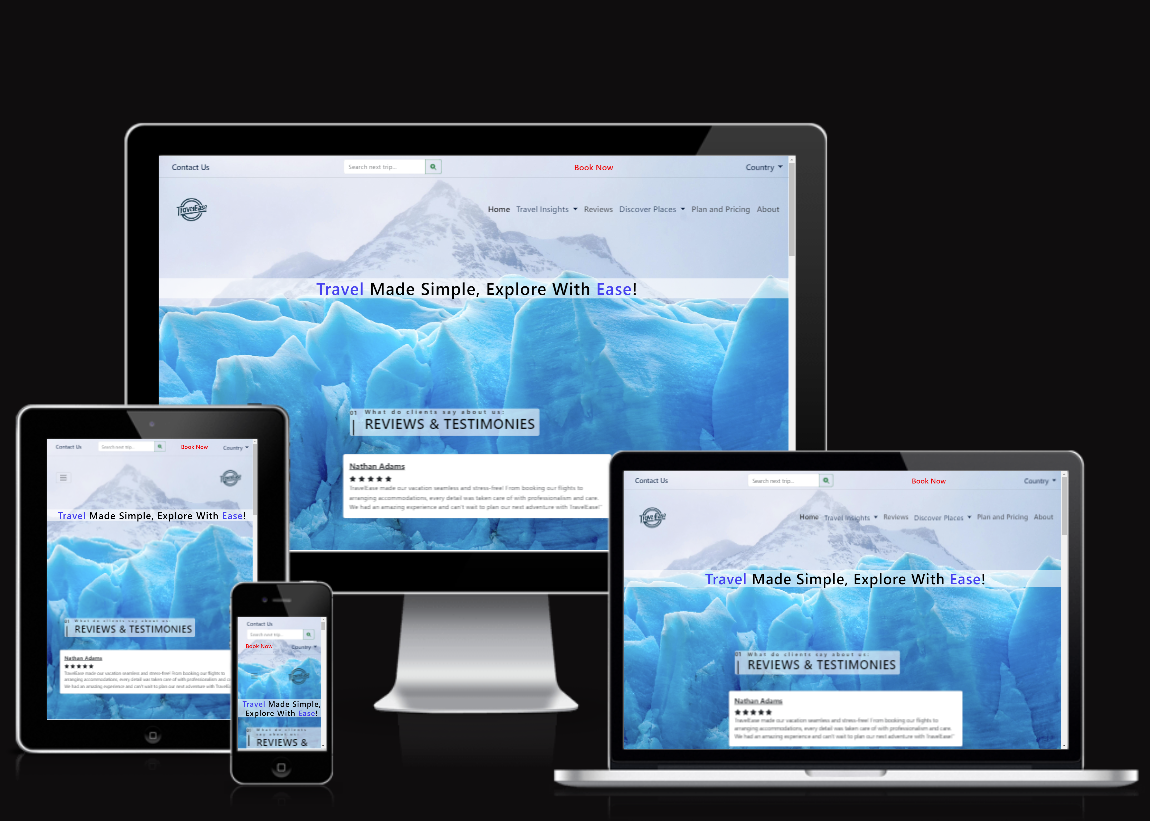 Contact Us
Search next trip...
Book Now
Country
TravelEase
Home Travel Insights Reviews Discover Places Plan and Pricing About
Travel Made Simple, Explore With Ease!
01 What do clients say about us:
REVIEWS & TESTIMONIES
Nathan Adams
TravelEase made our vacation seamless and stress-free! From booking our flights to
arranging accommodations, every detail was taken care of with professionalism and care.
We had an amazing experience and can't wait to plan our next adventure with TravelEase!"
Contact Us
Search next trip...
Book Now
Country
TravelEase
Travel Made Simple, Explore With Ease!
01 What do clients say about us:
REVIEWS & TESTIMONIES
Nathan Adams
TravelEase made our vacation seamless and stress-free! From booking our flights to
arranging accommodations, every detail was taken care of with professionalism and
We had an amazing experience and can't wait to plan our next adventure with
Contact Us
Search next trip...
Book Now
Country
Travel Made Simple,
Explore With Ease!
What do clients
say about us:
REVIEWS &
Contact Us
Search next trip...
Book Now
Country
TravelEase
Home Travel Insights Reviews Discover Places Plan and Pricing About
Travel Made Simple, Explore With Ease!
01 What do clients say about us:
REVIEWS & TESTIMONIES
Nathan Adams
TravelEase made our vacation seamless and stress-free! From booking our flights to
arranging accommodations, every detail was taken care of with professionalism and care.
We had an amazing experience and can't wait to plan our next adventure with TravelEase!"